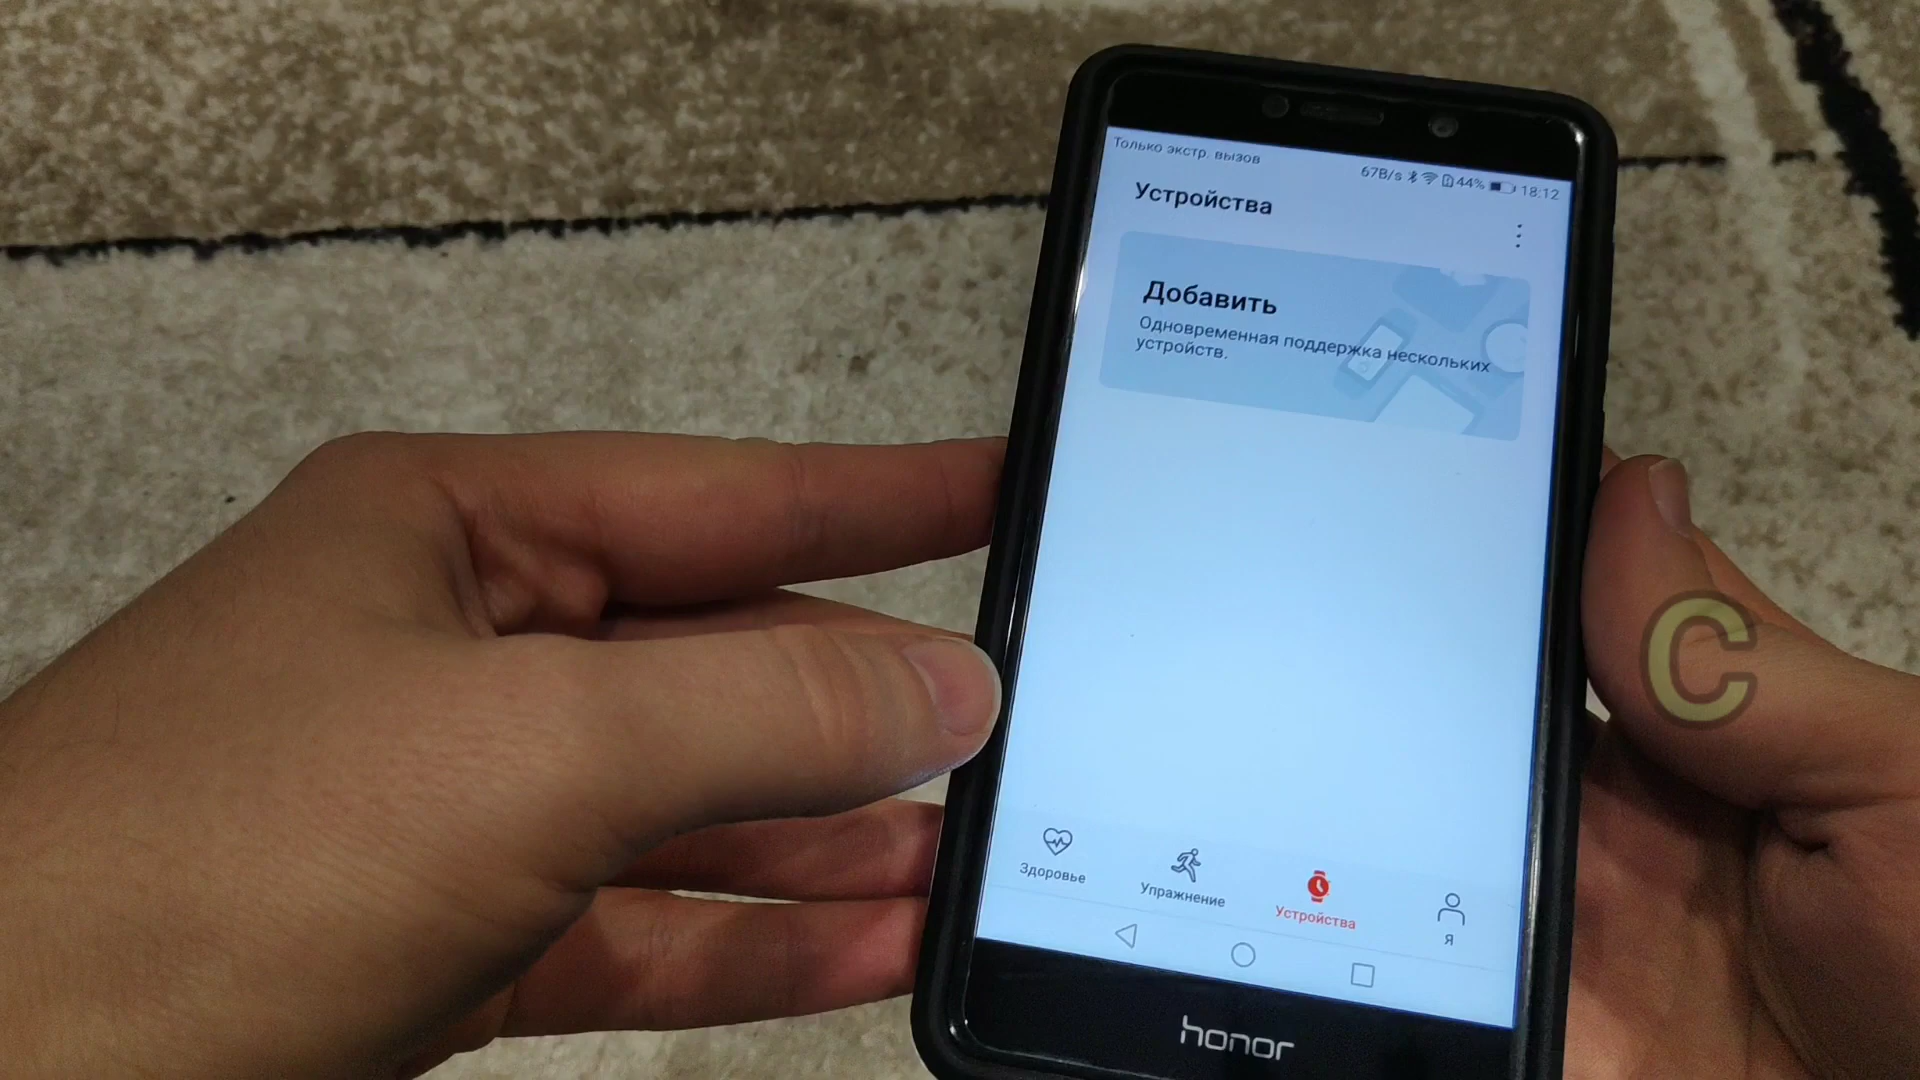 Только экстр. вызов
67B/s 44% 18:12
Устройства
Добавить
Одновременная поддержка нескольких
устройств.
Здоровье
Упражнение
Устройства
Я
honor
C